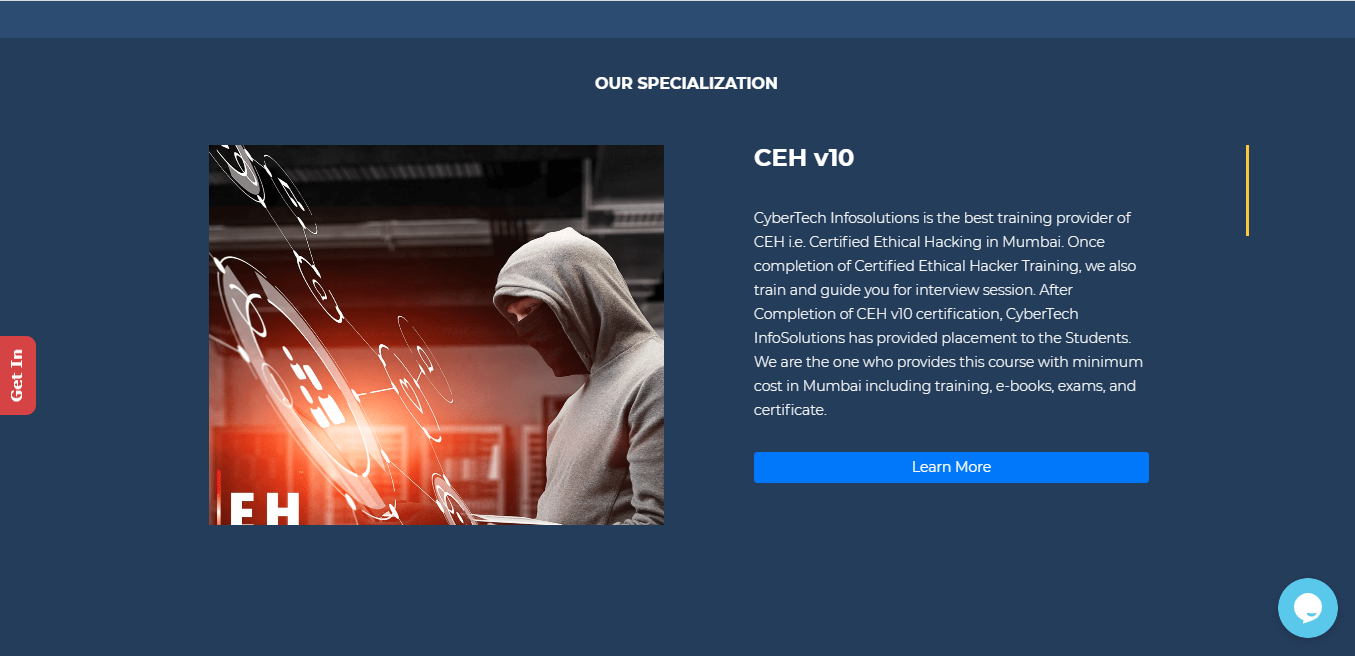 OUR SPECIALIZATION
CEH v10
CyberTech Infosolutions is the best training provider of
CEH i.e. Certified Ethical Hacking in Mumbai. Once
completion of Certified Ethical Hacker Training, we also
train and guide you for interview session. After
Completion of CEH v10 certification, CyberTech
InfoSolutions has provided placement to the Students.
We are the one who provides this course with minimum
cost in Mumbai including training, e-books, exams, and
certificate.
Learn More
Get In
EH